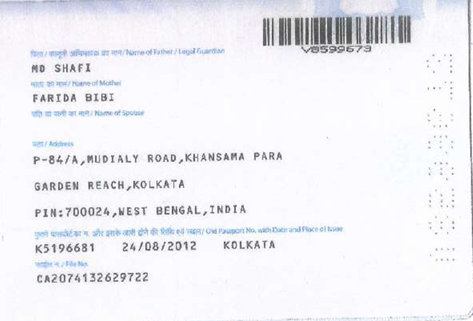 V8599673
पिता / कानूनी अभिभावक का नाम / Name of Father / Legal Guardian
MD SHAFI
माता का नाम / Name of Mother
FARIDA BIBI
पति या पत्नी का नाम / Name of Spouse
पता / Address
P-84/A,MUDIALY ROAD,KHANSAMA PARA
GARDEN REACH,KOLKATA
PIN:700024,WEST BENGAL,INDIA
पुराने पासपोर्ट का नं. और इसके जारी होने की तिथि एवं स्थान / Old Passport No. with Date and Place of Issue
K5196681 24/08/2012 KOLKATA
फाईल नं. / File No.
CA2074132629722